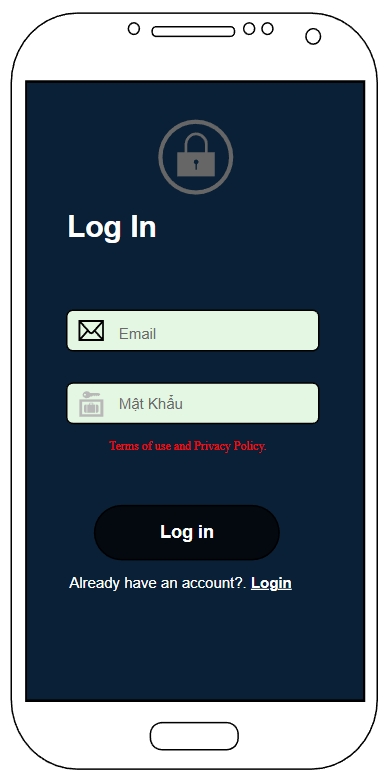 Log In
Email
Mật Khẩu
Terms of use and Privacy Policy.
Log in
Already have an account?. Login